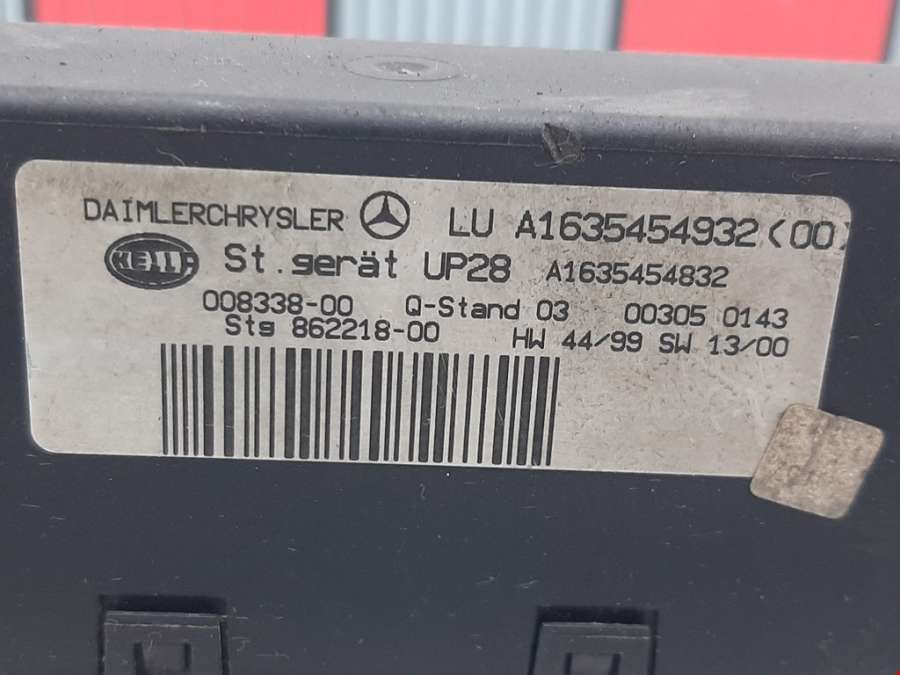 DAIMLERCHRYSLER LU A1635454932(00)
HELLA St.gerät UP28 A1635454832
008338-00 Q-Stand 03 00305 0143
Stg 862218-00 HW 44/99 SW 13/00